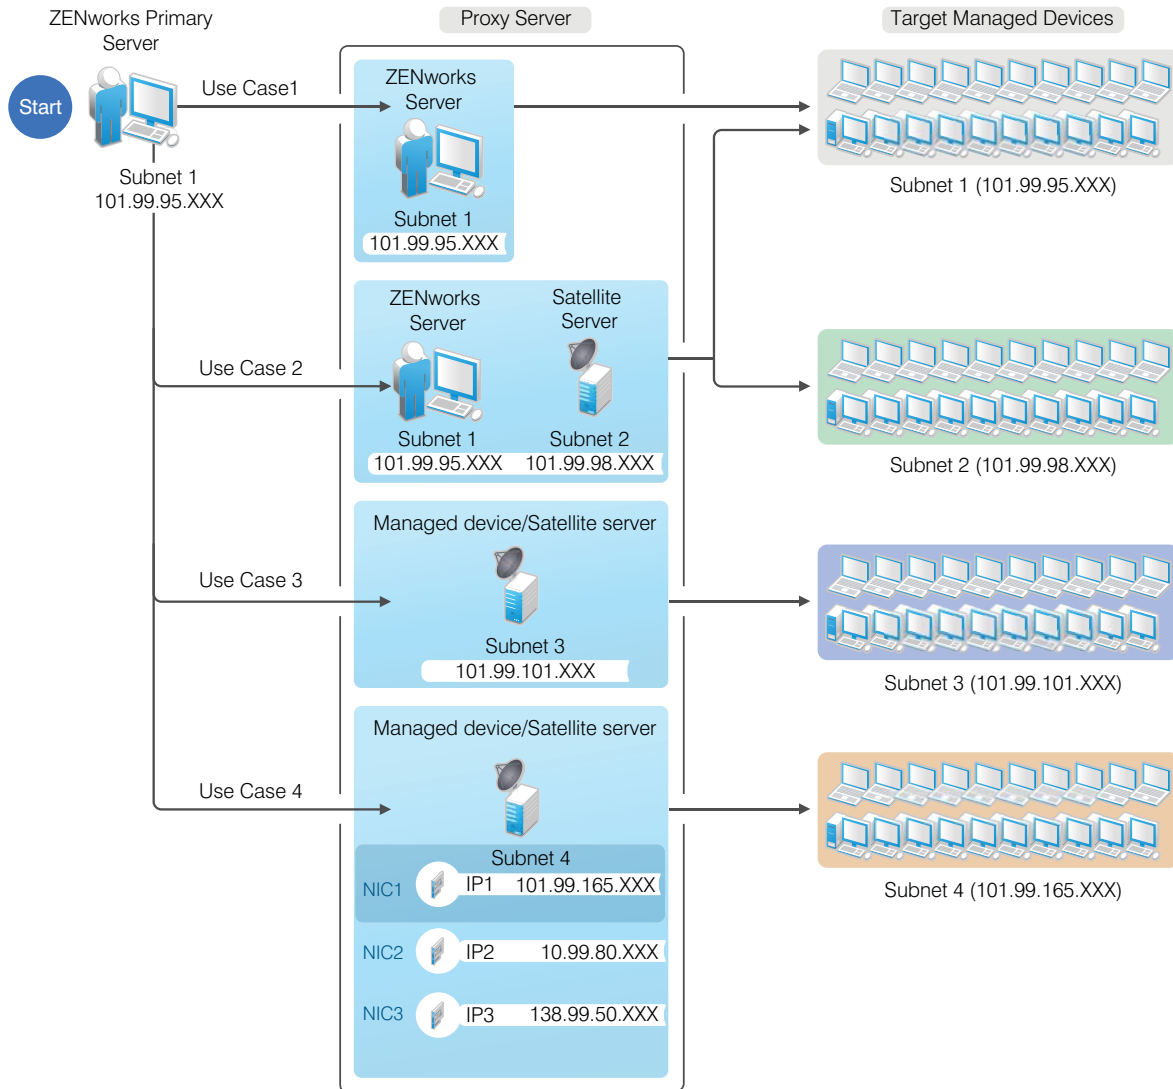 ZENworks Primary
Server
Proxy Server
Target Managed Devices
Start
Use Case1
Subnet 1
101.99.95.XXX
ZENworks
Server
Subnet 1
101.99.95.XXX
Subnet 1 (101.99.95.XXX)
Use Case 2
ZENworks
Server
Subnet 1
101.99.95.XXX
Satellite
Server
Subnet 2
101.99.98.XXX
Subnet 2 (101.99.98.XXX)
Use Case 3
Managed device/Satellite server
Subnet 3
101.99.101.XXX
Subnet 3 (101.99.101.XXX)
Use Case 4
Managed device/Satellite server
Subnet 4
NIC1 IP1 101.99.165.XXX
NIC2 IP2 10.99.80.XXX
NIC3 IP3 138.99.50.XXX
Subnet 4 (101.99.165.XXX)